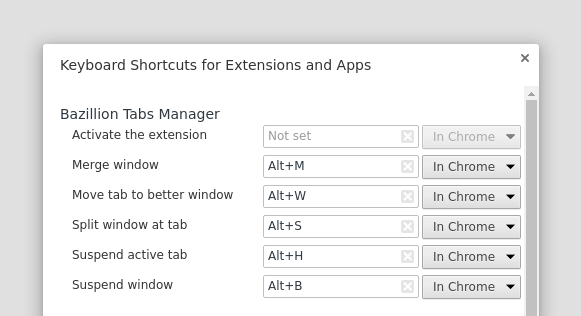 Keyboard Shortcuts for Extensions and Apps
Bazillion Tabs Manager
Activate the extension Not set In Chrome
Merge window Alt+M In Chrome
Move tab to better window Alt+W In Chrome
Split window at tab Alt+S In Chrome
Suspend active tab Alt+H In Chrome
Suspend window Alt+B In Chrome